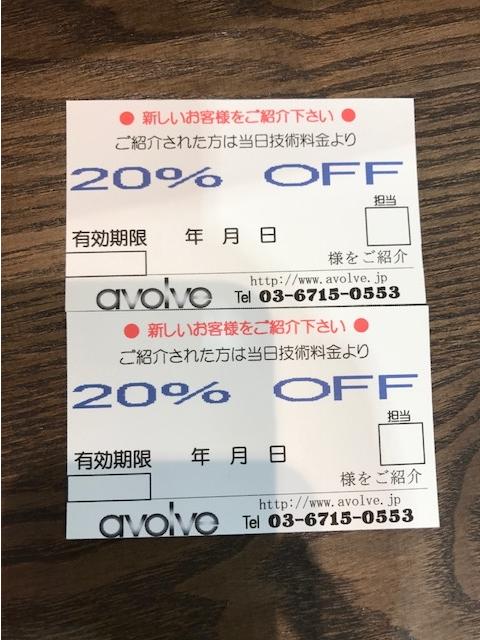 ● 新しいお客様をご紹介下さい ●
ご紹介された方は当日技術料金より
20% OFF
担当
有効期限 年 月 日
様をご紹介
http://www.avolve.jp
avolve Tel 03-6715-0553
● 新しいお客様をご紹介下さい ●
ご紹介された方は当日技術料金より
20% OFF
担当
有効期限 年 月 日
様をご紹介
http://www.avolve.jp
avolve Tel 03-6715-0553